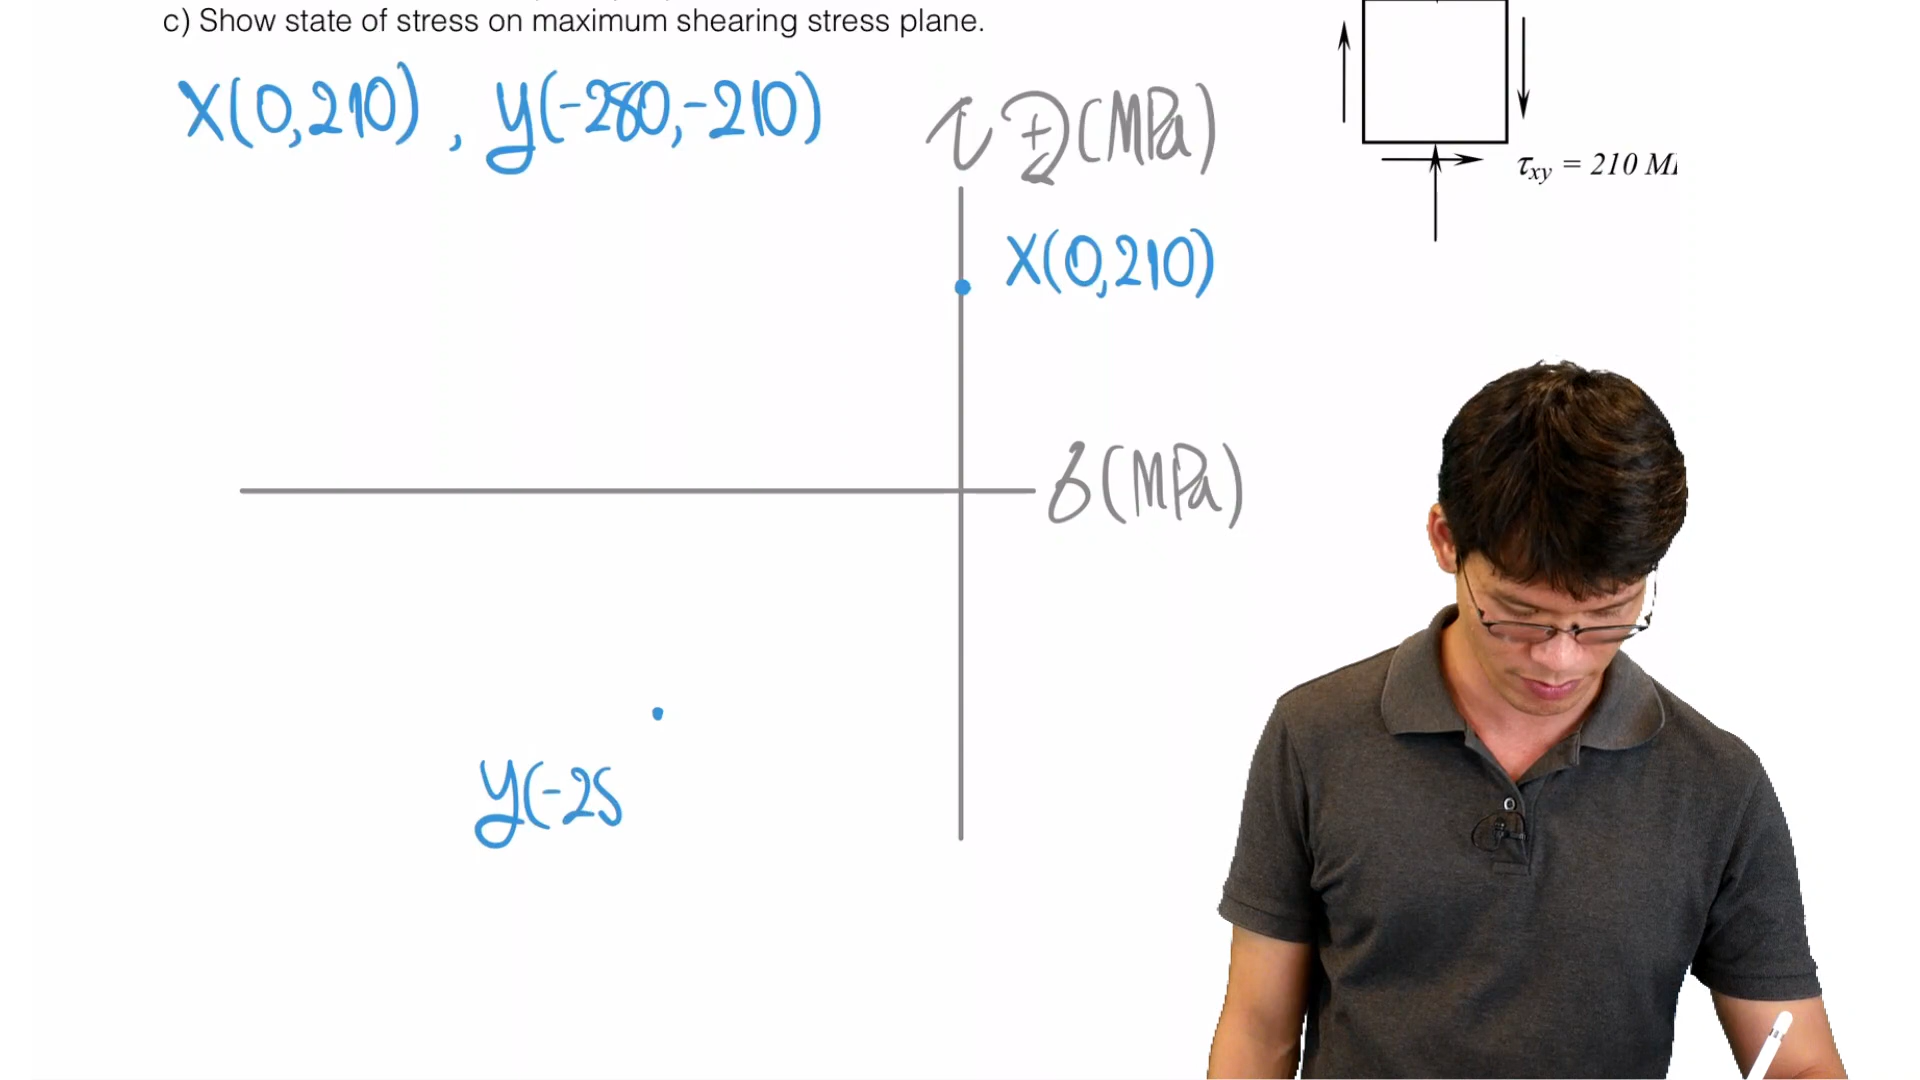 c) Show state of stress on maximum shearing stress plane.
X(0,210) , y(-280,-210)
τ (MPa)
X(0,210)
τxy = 210 M
σ(MPa)
y(-28